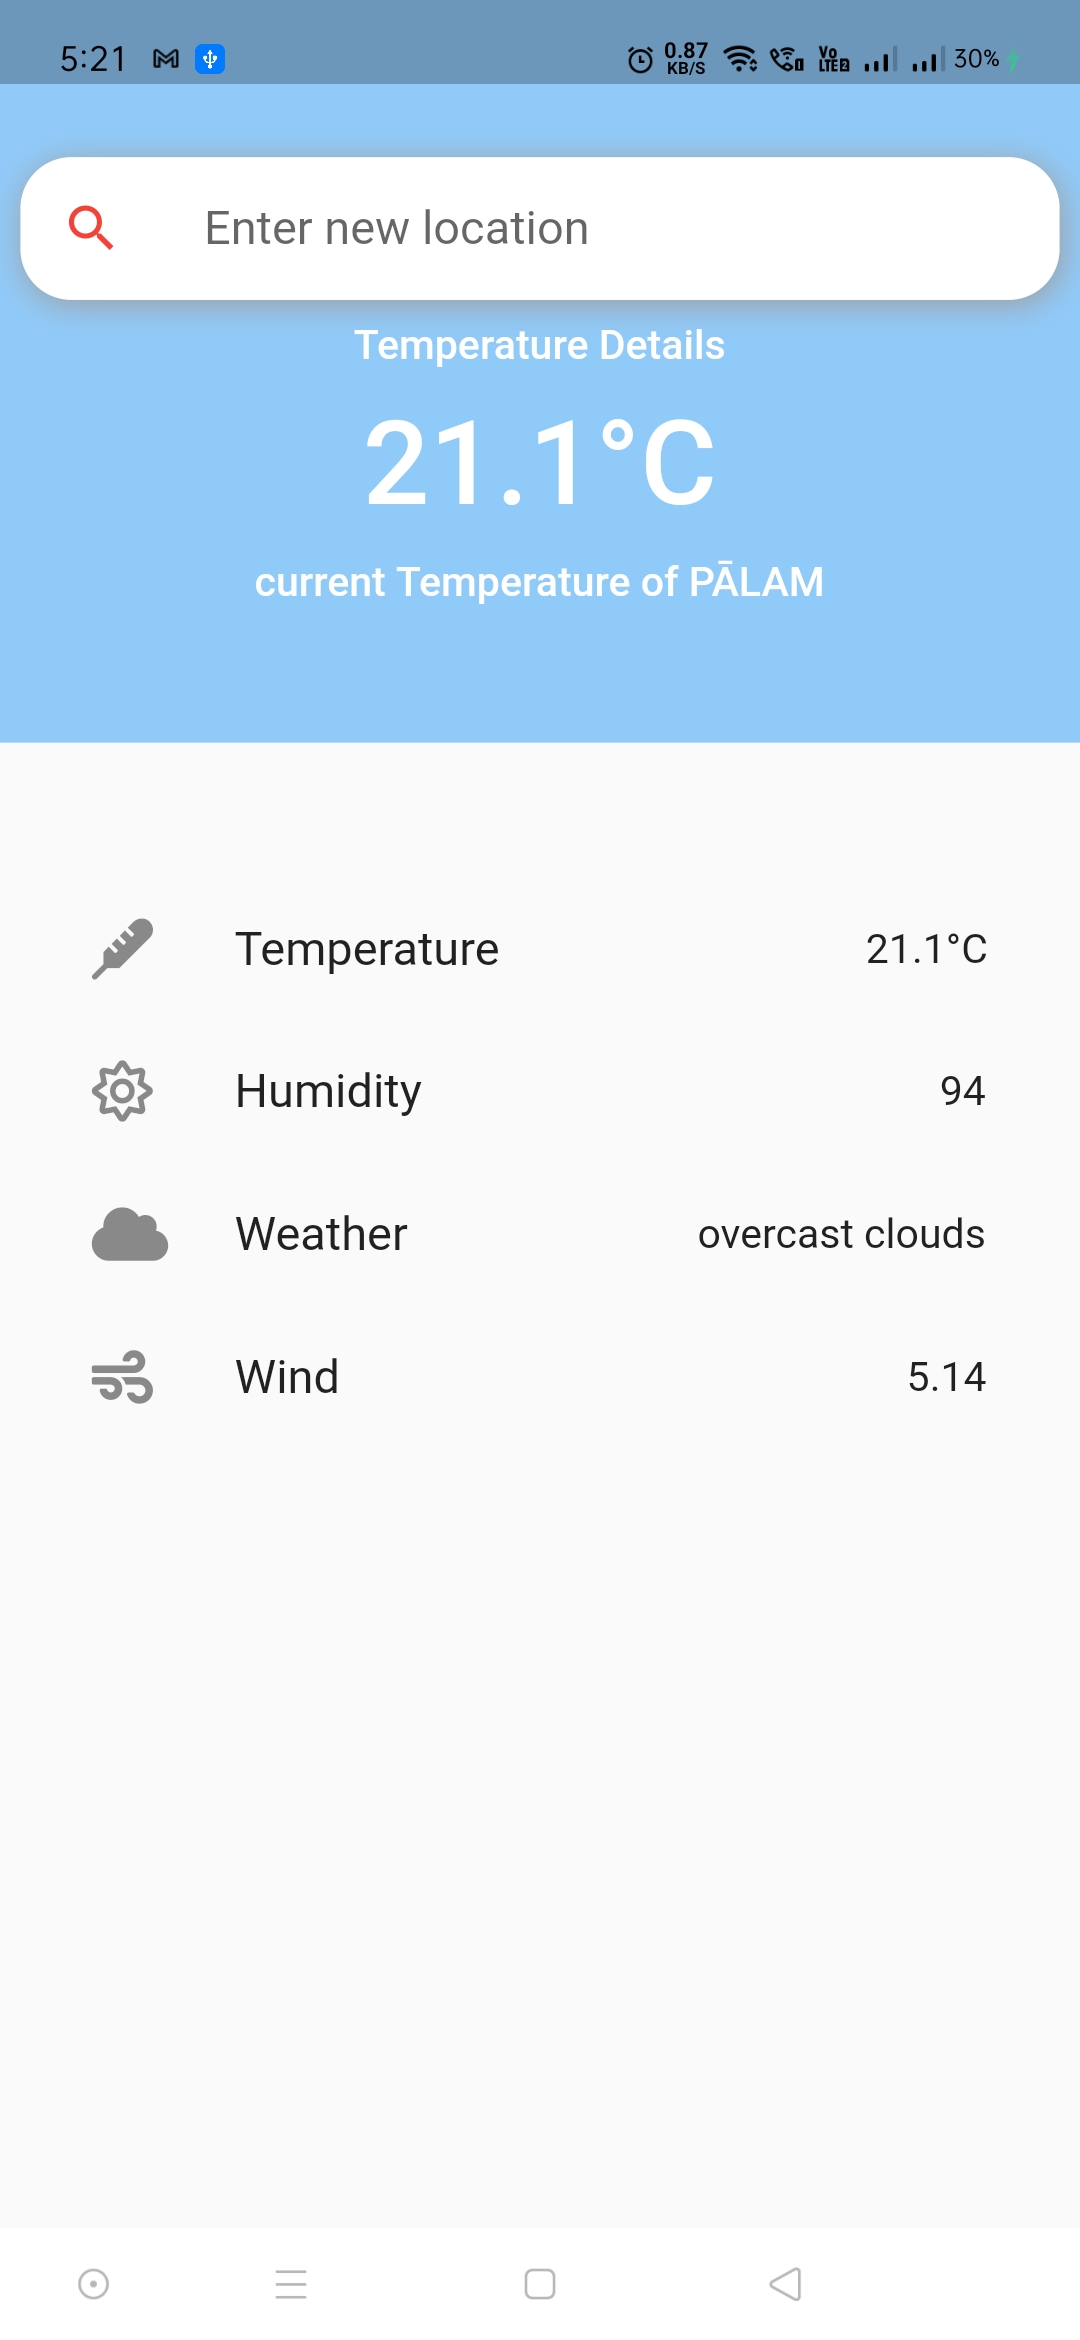 5:21
0.87
KB/S
Vo
LTE2
30%
Enter new location
Temperature Details
21.1°C
current Temperature of PĀLAM
Temperature 21.1°C
Humidity 94
Weather overcast clouds
Wind 5.14